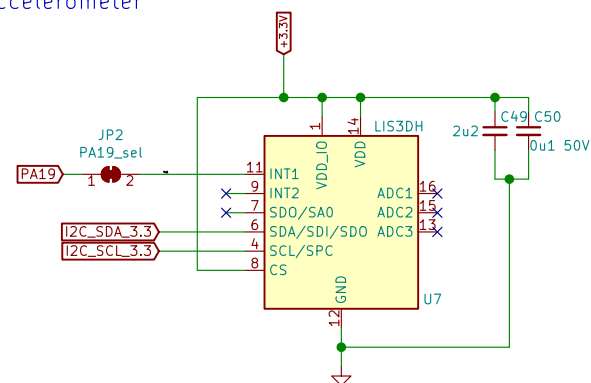 ccelerometer
+3.3V
JP2
PA19_sel
PA19
1 2
LIS3DH
1
14
VDD_IO
VDD
C49 C50
2u2
0u1 50V
11 INT1
9 INT2
7 SDO/SA0
6 SDA/SDI/SDO
4 SCL/SPC
8 CS
ADC1 16
ADC2 15
ADC3 13
I2C_SDA_3.3
I2C_SCL_3.3
GND
12
U7